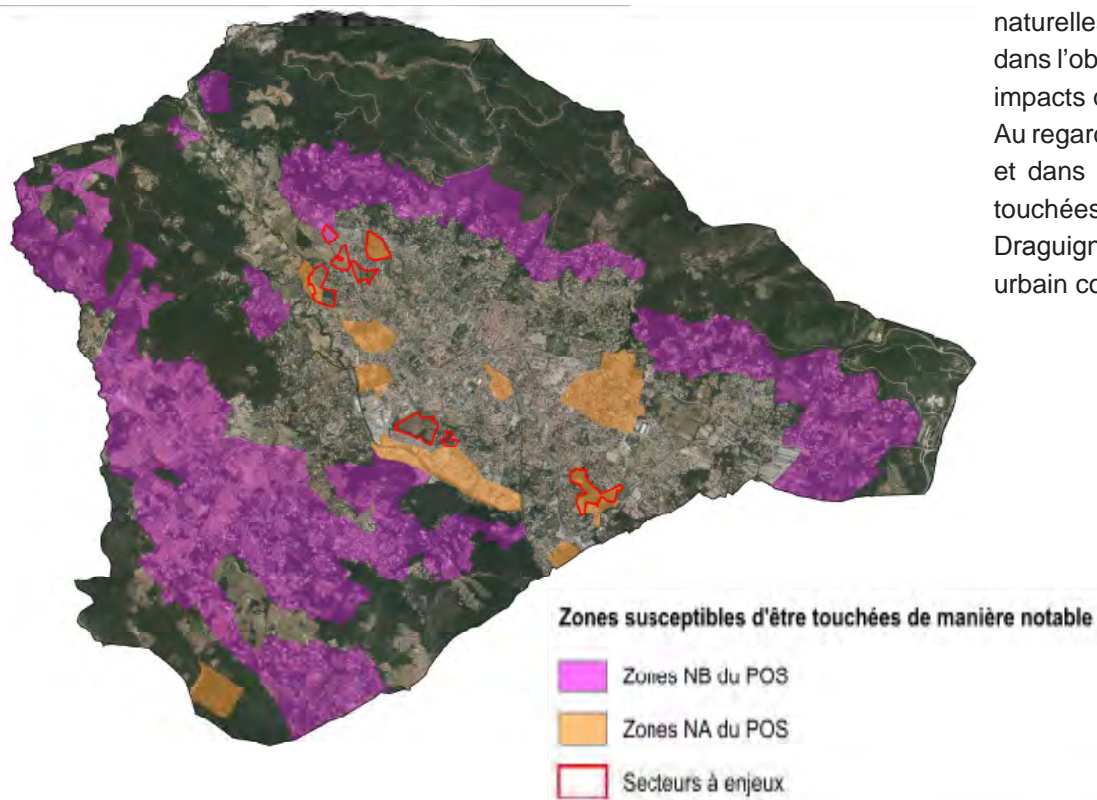 naturelle
dans l'ob
impacts
Au regard
et dans
touchées
Draguign
urbain co
Zones susceptibles d'être touchées de manière notable
Zones NB du POS
Zones NA du POS
Secteurs à enjeux